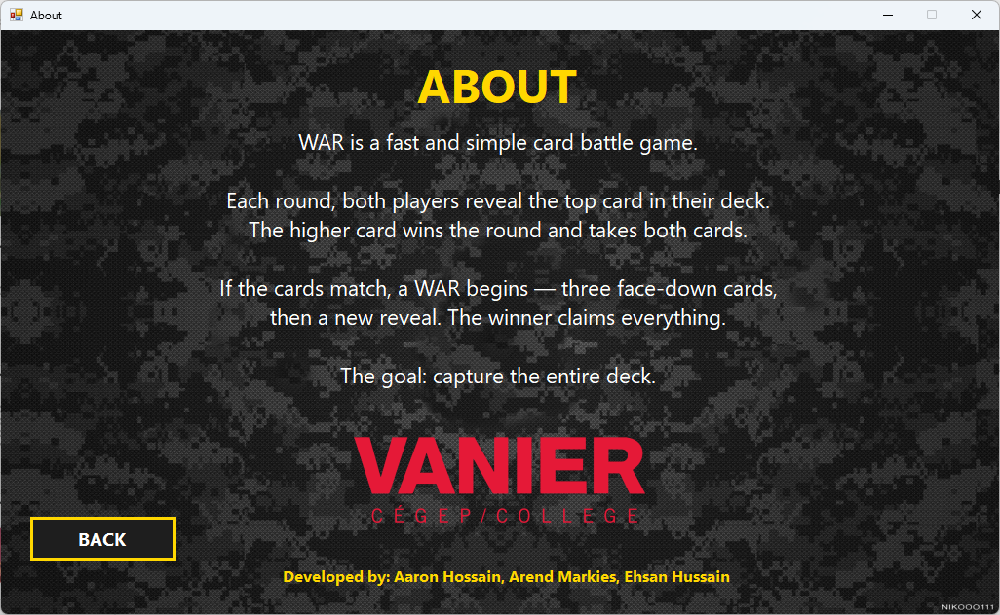 About
ABOUT
WAR is a fast and simple card battle game.
Each round, both players reveal the top card in their deck.
The higher card wins the round and takes both cards.
If the cards match, a WAR begins — three face-down cards,
then a new reveal. The winner claims everything.
The goal: capture the entire deck.
VANIER
CÉGEP/COLLEGE
BACK
Developed by: Aaron Hossain, Arend Markies, Ehsan Hussain
NIKOOO111